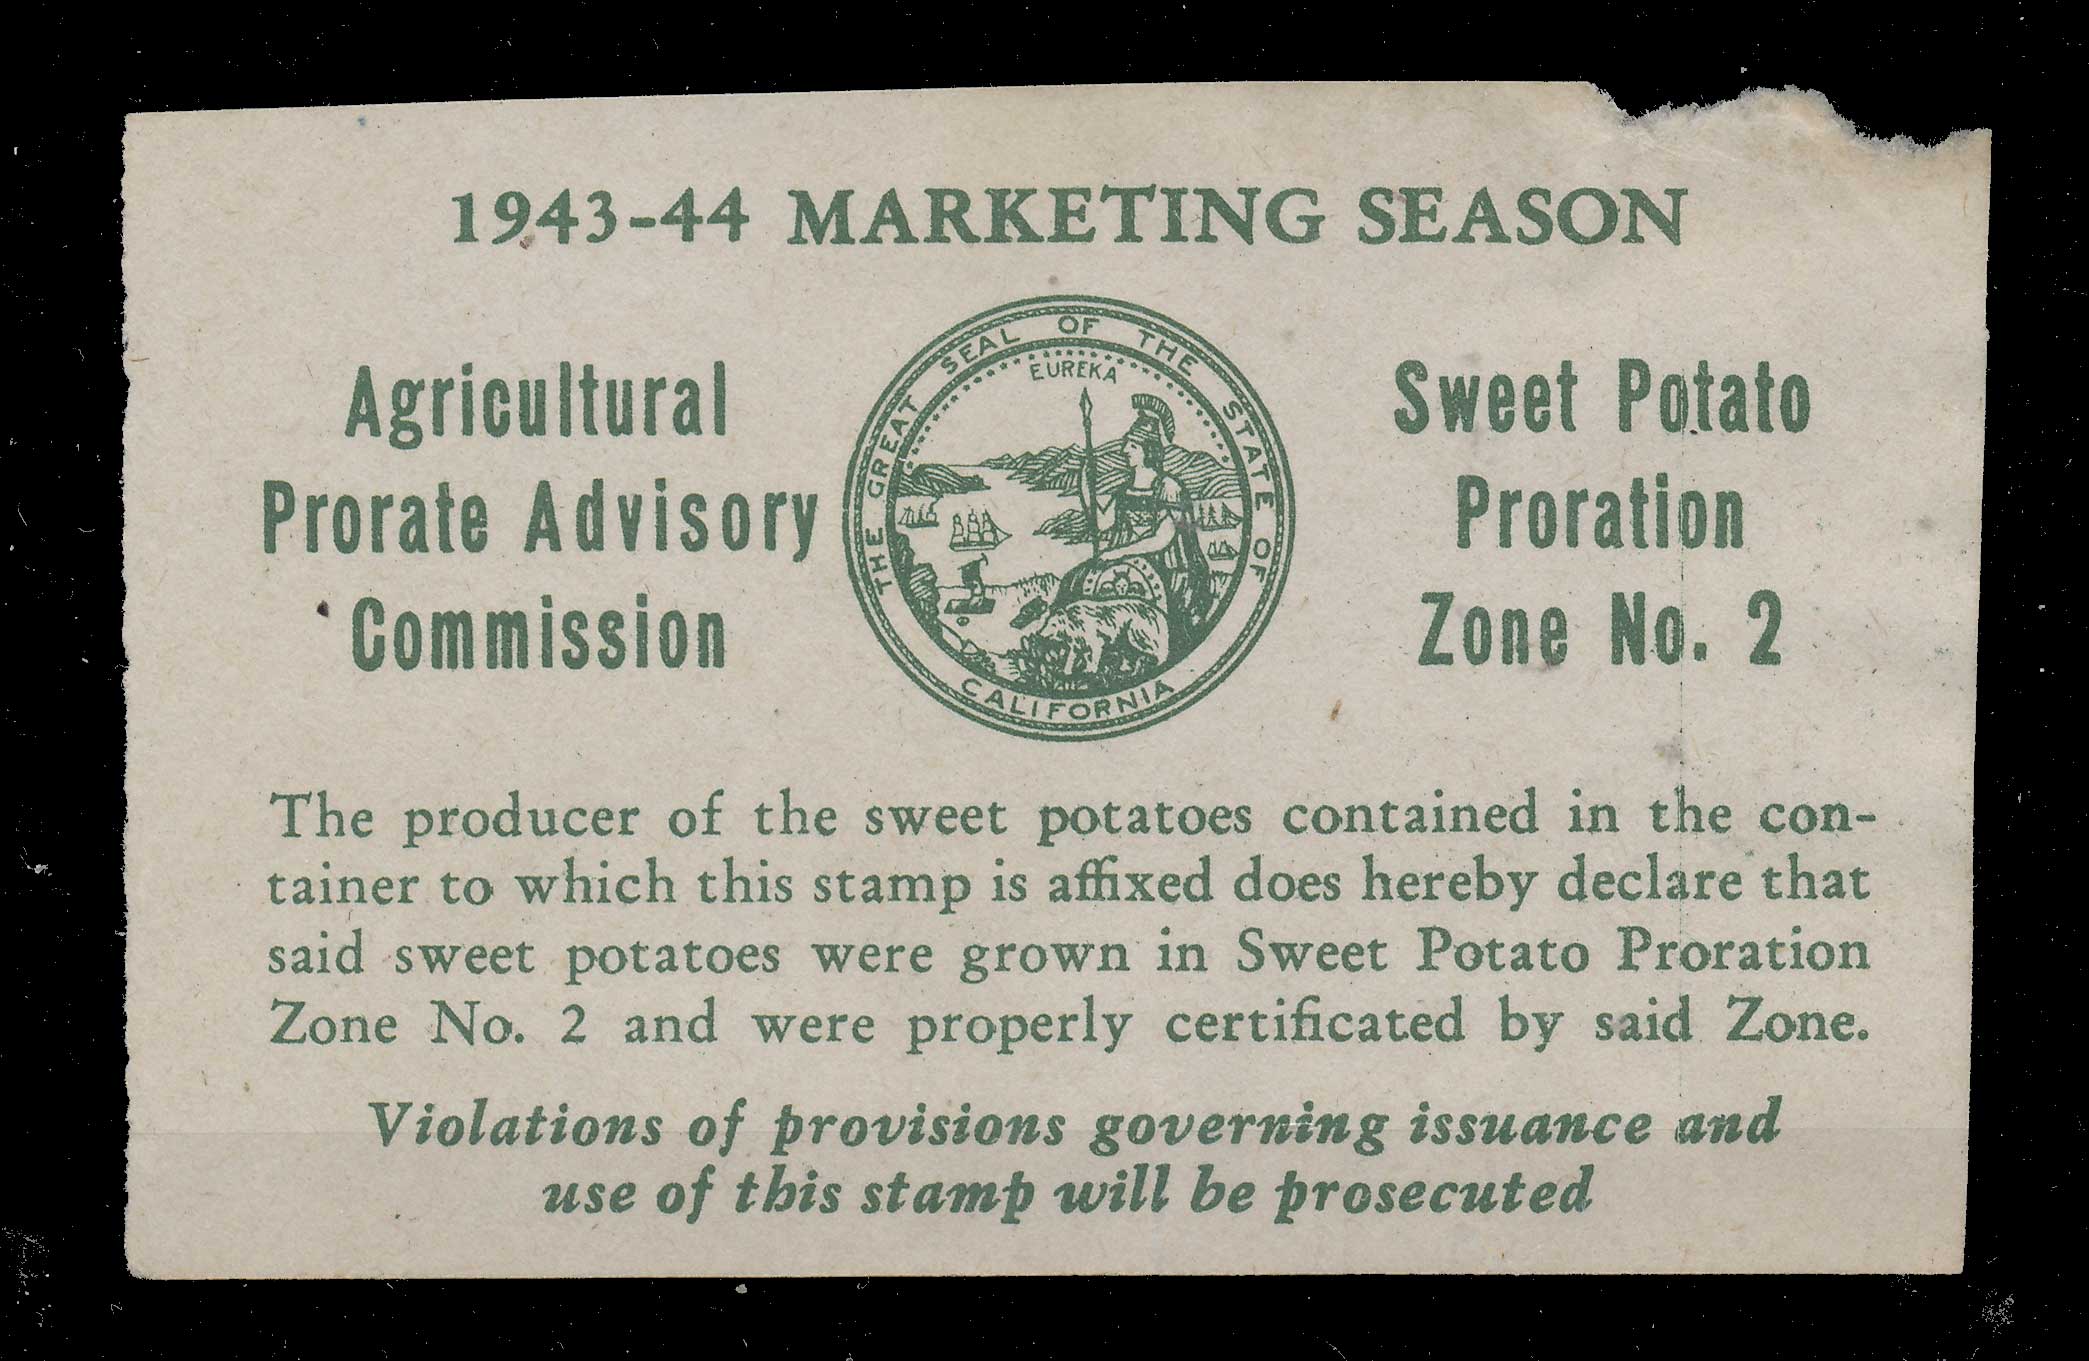 1943-44 MARKETING SEASON
Agricultural
Prorate Advisory
Commission
THE GREAT SEAL OF THE STATE OF
EUREKA
CALIFORNIA
Sweet Potato
Proration
Zone No. 2
The producer of the sweet potatoes contained in the con-
tainer to which this stamp is affixed does hereby declare that
said sweet potatoes were grown in Sweet Potato Proration
Zone No. 2 and were properly certificated by said Zone.
Violations of provisions governing issuance and
use of this stamp will be prosecuted